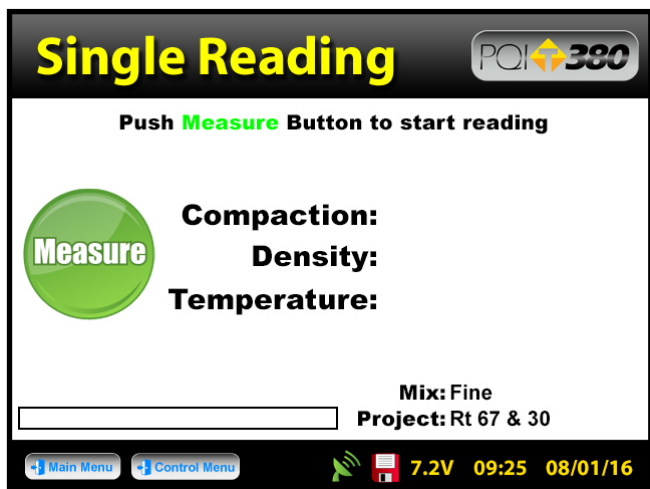 Single Reading
PQI T 380
Push Measure Button to start reading
Measure
Compaction:
Density:
Temperature:
Mix: Fine
Project: Rt 67 & 30
Main Menu
Control Menu
7.2V 09:25 08/01/16